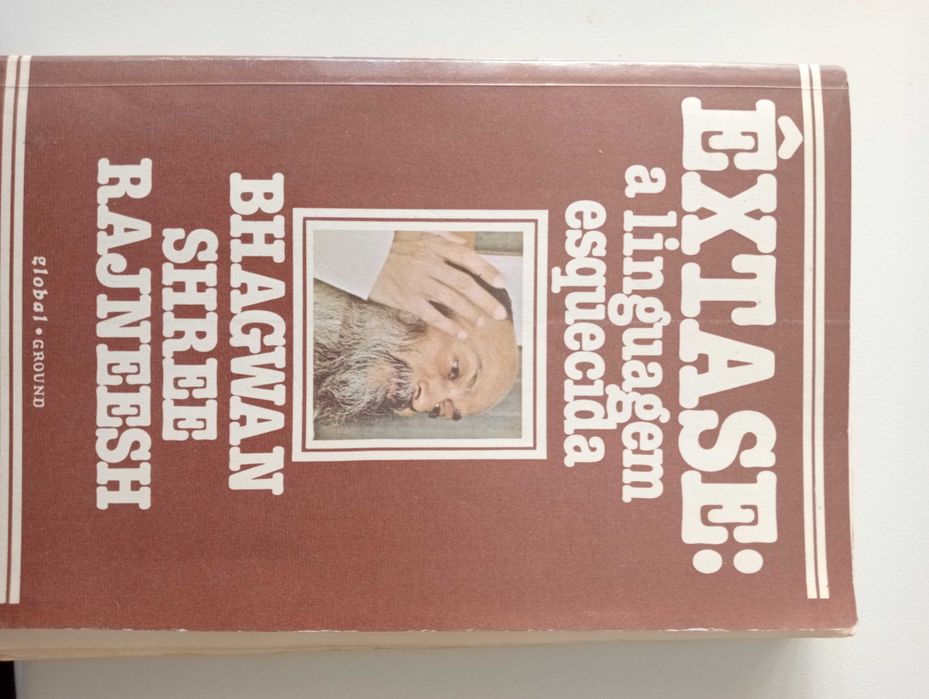 ÊXTASE:
a linguagem
esquecida
BHAGWAN
SHREE
RAJNEESH
global • GROUND